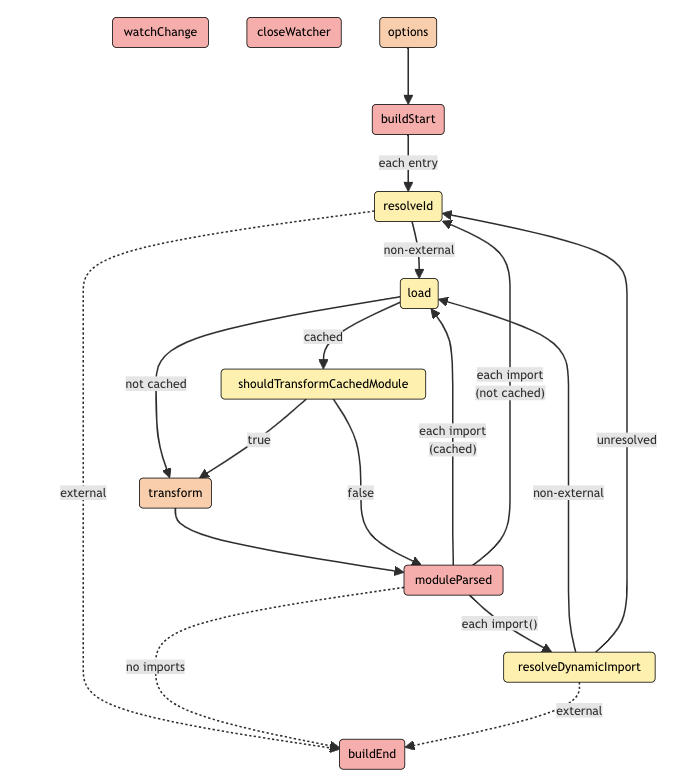 watchChange
closeWatcher
options
buildStart
each entry
resolveId
non-external
load
cached
shouldTransformCachedModule
not cached
each import
(not cached)
each import
(cached)
true
unresolved
transform
false
external
non-external
moduleParsed
each import()
no imports
resolveDynamicImport
external
buildEnd